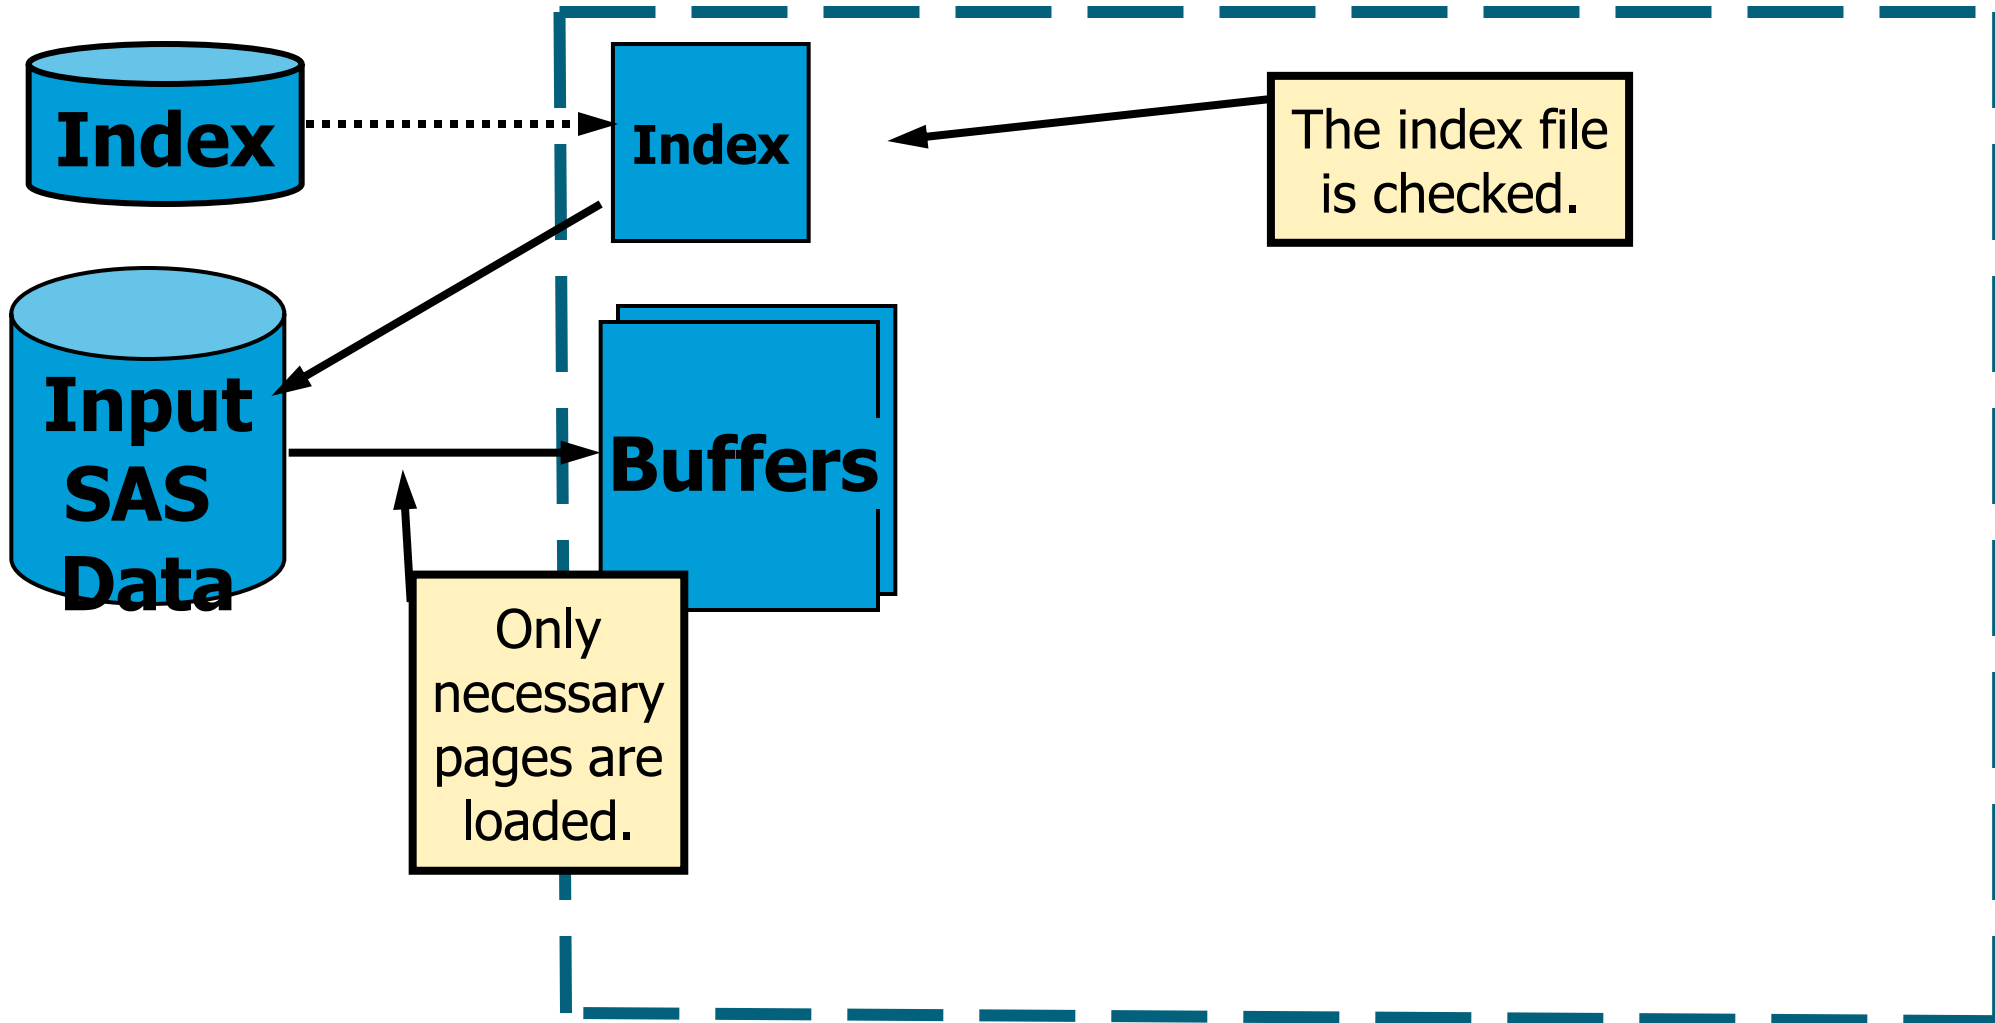 Index
Index
The index file
is checked.
Input
SAS
Data
Buffers
Only
necessary
pages are
loaded.